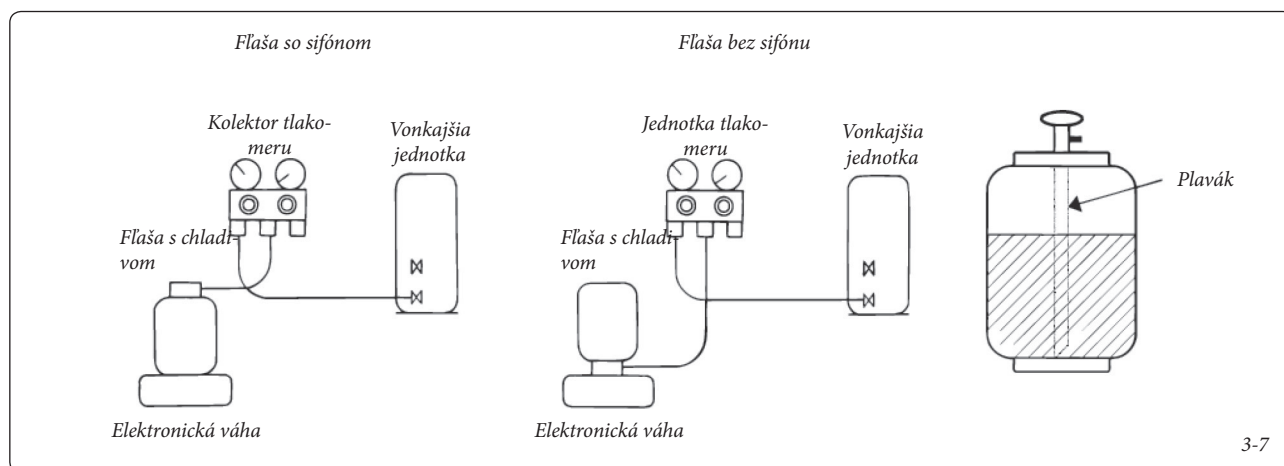 Fľaša so sifónom
Fľaša bez sifónu
Kolektor tlako-
meru
Vonkajšia
jednotka
Jednotka tlako-
meru
Vonkajšia
jednotka
Plavák
Fľaša s chladi-
vom
Fľaša s chladi-
vom
Elektronická váha
Elektronická váha
3-7